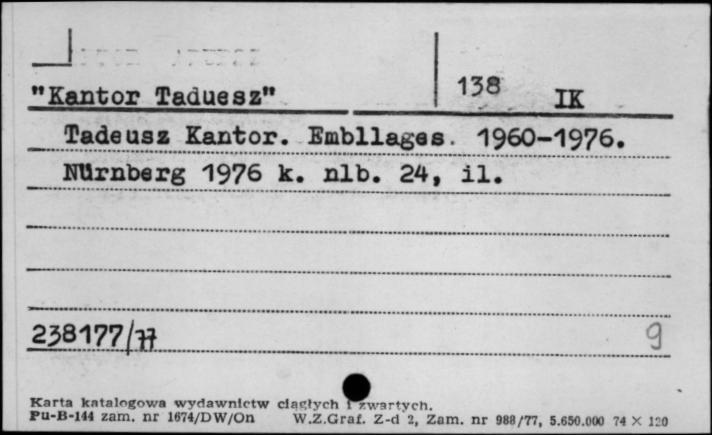 138 IK
"Kantor Taduesz"
Tadeusz Kantor. Embllages. 1960-1976.
Nürnberg 1976 k. nlb. 24, il.
238177/77 9
Karta katalogowa wydawnictw ciągłych i zwartych.
Pu-B-144 zam. nr 1674/DW/On W.Z.Graf. Z-d 2, Zam. nr 988/77, 5.650.000 74 × 120